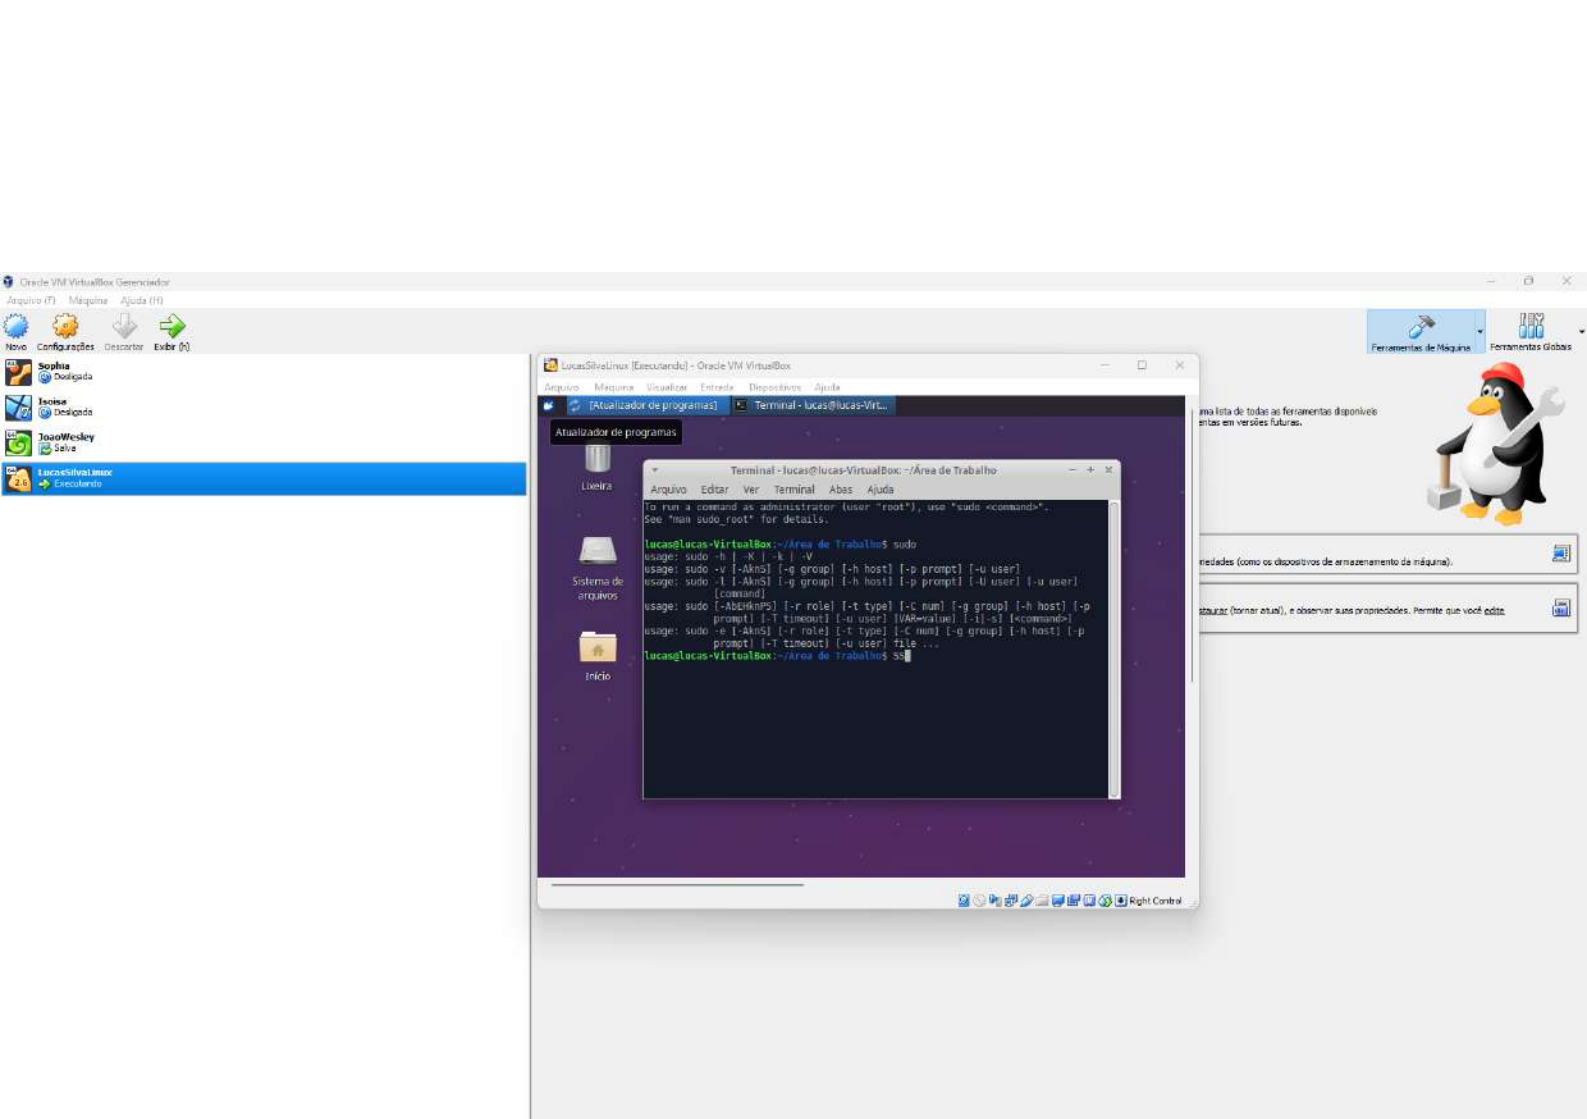 Oracle VM VirtualBox Gerenciador
Arquivo (F) Máquina Ajuda (H)
Novo Configurações Descartar Exibir (h)
Ferramentas de Máquina Ferramentas Globais
Sophia
Desligada
Isoisa
Desligada
JoaoWesley
Salva
LucasSilvaLinux
Executando
LucasSilvaLinux [Executando] - Oracle VM VirtualBox
Arquivo Máquina Visualizar Entrada Dispositivos Ajuda
[Atualizador de programas] Terminal - lucas@lucas-Virt...
Atualizador de programas
Lixeira
Sistema de
arquivos
Início
Terminal - lucas@lucas-VirtualBox: ~/Área de Trabalho
Arquivo Editar Ver Terminal Abas Ajuda
To run a command as administrator (user "root"), use "sudo <command>".
See "man sudo_root" for details.
lucas@lucas-VirtualBox:~/Área de Trabalho$ sudo
usage: sudo -h | -K | -k | -V
usage: sudo -v [-AknS] [-g group] [-h host] [-p prompt] [-u user]
usage: sudo -l [-AknS] [-g group] [-h host] [-p prompt] [-U user] [-u user]
[command]
usage: sudo [-AbEHknPS] [-r role] [-t type] [-C num] [-g group] [-h host] [-p
prompt] [-T timeout] [-u user] [VAR=value] [-i|-s] [<command>]
usage: sudo -e [-AknS] [-r role] [-t type] [-C num] [-g group] [-h host] [-p
prompt] [-T timeout] [-u user] file ...
lucas@lucas-VirtualBox:~/Área de Trabalho$ SS
Right Control
ma lista de todas as ferramentas disponíveis
entas em versões futuras.
riedades (como os dispositivos de armazenamento da máquina).
staurar (tornar atual), e observar suas propriedades. Permite que você edite